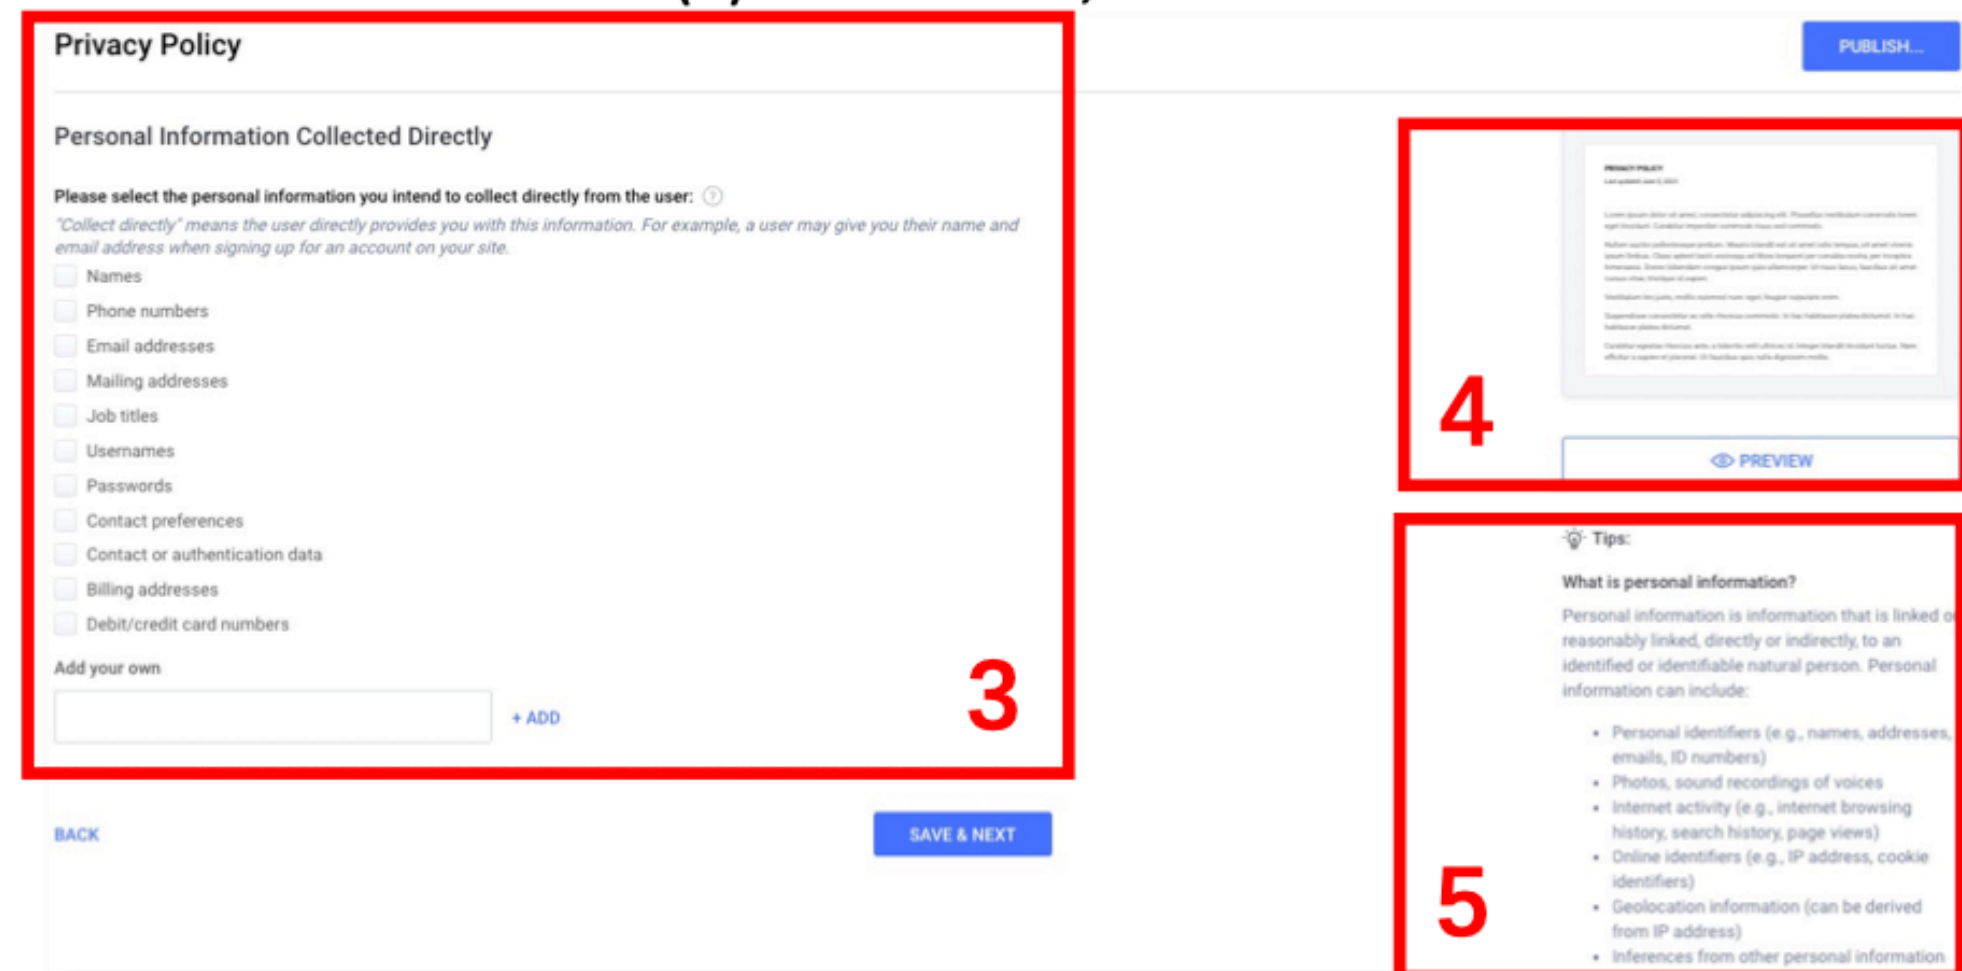 Privacy Policy
PUBLISH...
Personal Information Collected Directly
Please select the personal information you intend to collect directly from the user: ?
"Collect directly" means the user directly provides you with this information. For example, a user may give you their name and
email address when signing up for an account on your site.
Names
Phone numbers
Email addresses
Mailing addresses
Job titles
Usernames
Passwords
Contact preferences
Contact or authentication data
Billing addresses
Debit/credit card numbers
Add your own
+ ADD
3
BACK
SAVE & NEXT
PRIVACY POLICY
4
PREVIEW
Tips:
What is personal information?
Personal information is information that is linked or
reasonably linked, directly or indirectly, to an
identified or identifiable natural person. Personal
information can include:
• Personal identifiers (e.g., names, addresses,
emails, ID numbers)
• Photos, sound recordings of voices
• Internet activity (e.g., internet browsing
history, search history, page views)
• Online identifiers (e.g., IP address, cookie
identifiers)
• Geolocation information (can be derived
from IP address)
• Inferences from other personal information
5